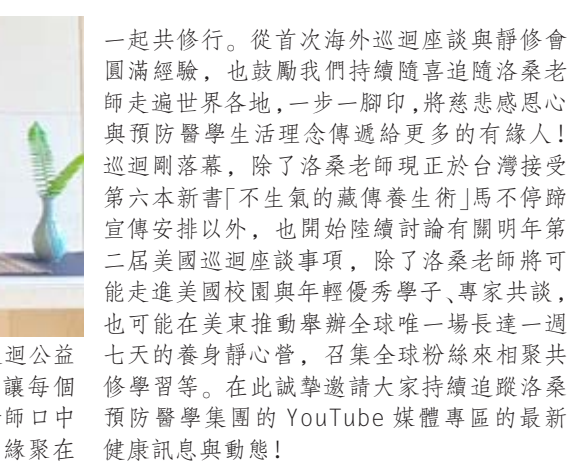 迴公益
讓每個
師口中
緣聚在
一起共修行。從首次海外巡迴座談與靜修會
圓滿經驗，也鼓勵我們持續隨喜追隨洛桑老
師走遍世界各地，一步一腳印，將慈悲感恩心
與預防醫學生活理念傳遞給更多的有緣人！
巡迴剛落幕，除了洛桑老師現正於台灣接受
第六本新書「不生氣的藏傳養生術」馬不停蹄
宣傳安排以外，也開始陸續討論有關明年第
二屆美國巡迴座談事項，除了洛桑老師將可
能走進美國校園與年輕優秀學子、專家共談，
也可能在美東推動舉辦全球唯一場長達一週
七天的養身靜心營，召集全球粉絲來相聚共
修學習等。在此誠摯邀請大家持續追蹤洛桑
預防醫學集團的 YouTube 媒體專區的最新
健康訊息與動態！